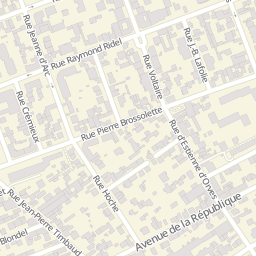 Rue Jeanne d'Arc
Rue Raymond Ridel
Rue Voltaire
Rue J.-B. Lafolie
Rue Crémieux
Rue Pierre Brossolette
Rue d'Estienne d'Orves
Rue Hoche
et Rue Jean-Pierre Timbaud
Blondel
Avenue de la République